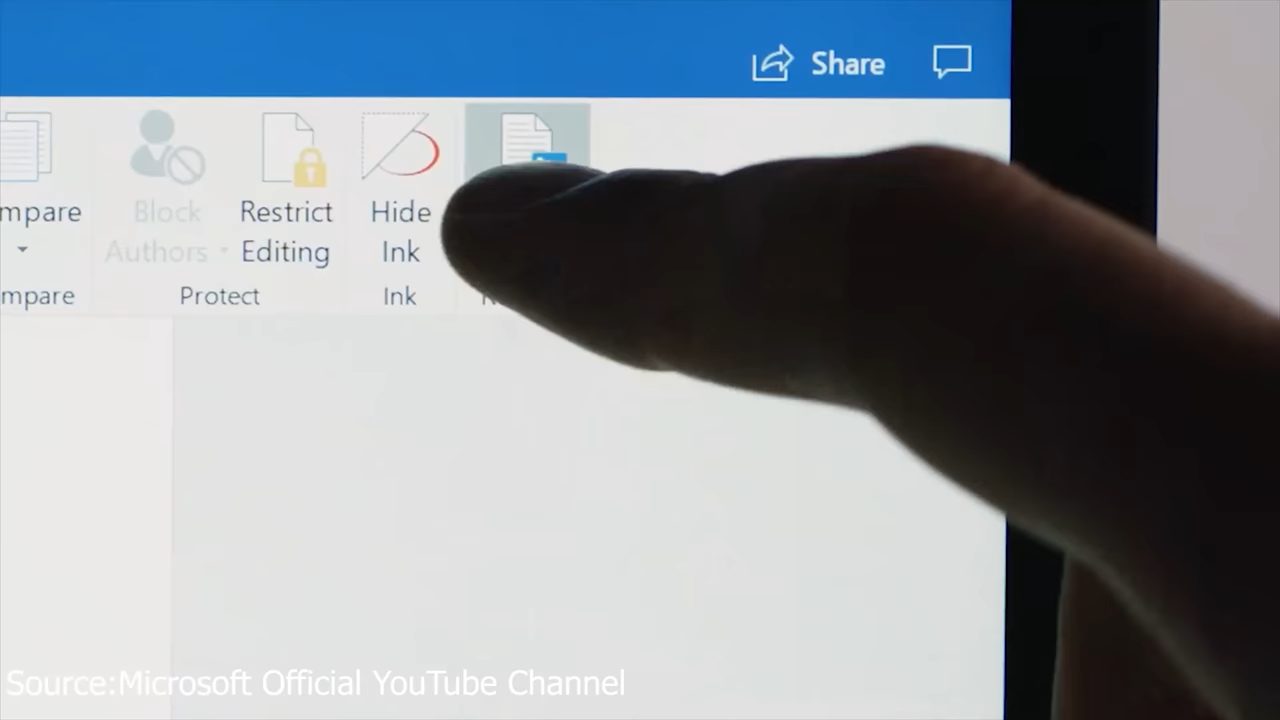 Share
mpare
Block
Authors
Restrict
Editing
Hide
Ink
mpare
Protect
Ink
Source:Microsoft Official YouTube Channel